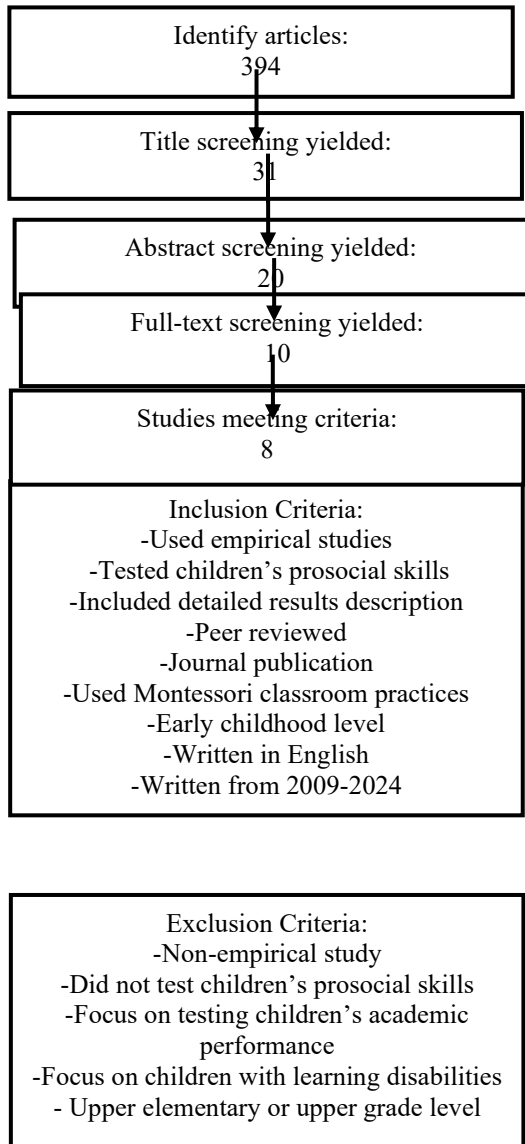 Identify articles:
394
Title screening yielded:
31
Abstract screening yielded:
20
Full-text screening yielded:
10
Studies meeting criteria:
8
Inclusion Criteria:
-Used empirical studies
-Tested children’s prosocial skills
-Included detailed results description
-Peer reviewed
-Journal publication
-Used Montessori classroom practices
-Early childhood level
-Written in English
-Written from 2009-2024
Exclusion Criteria:
-Non-empirical study
-Did not test children’s prosocial skills
-Focus on testing children’s academic
performance
-Focus on children with learning disabilities
- Upper elementary or upper grade level